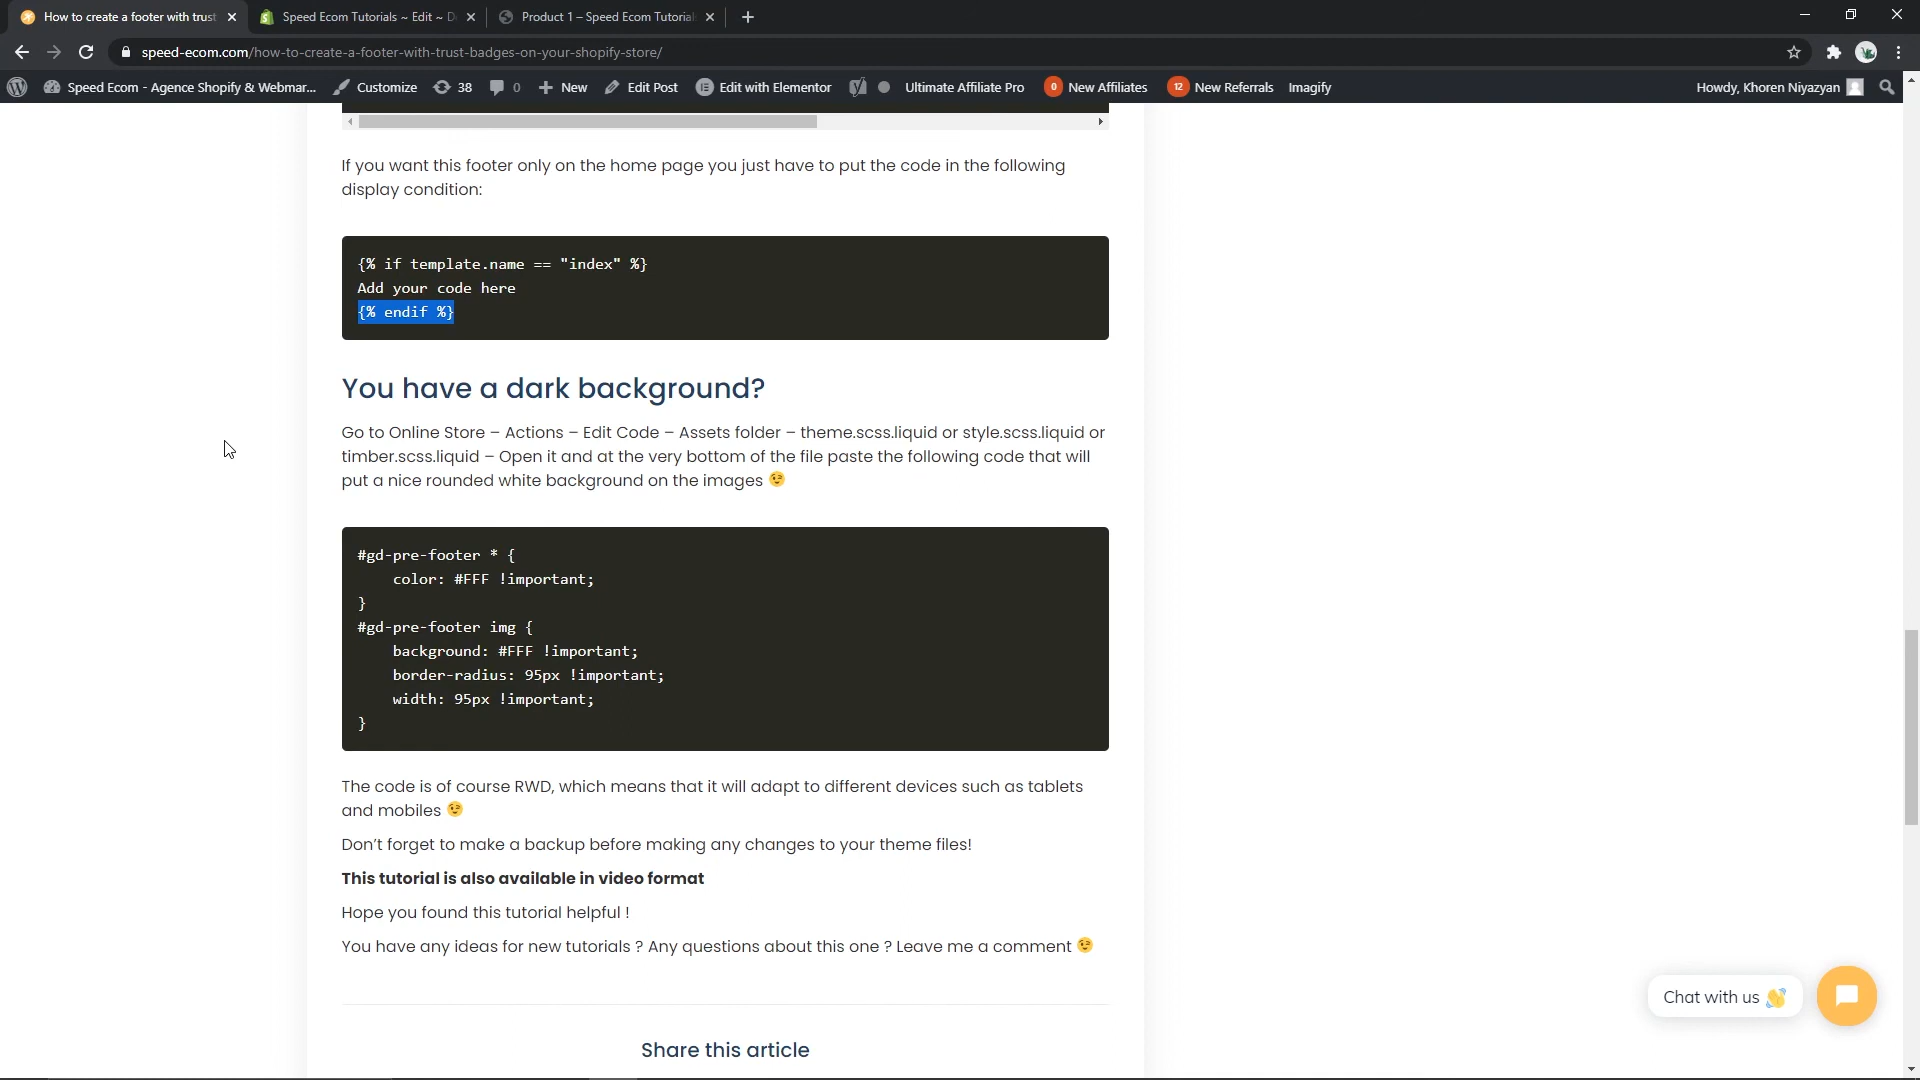 How to create a footer with trust
Speed Ecom Tutorials ~ Edit ~ D
Product 1 – Speed Ecom Tutorial
speed-ecom.com/how-to-create-a-footer-with-trust-badges-on-your-shopify-store/
Speed Ecom - Agence Shopify & Webmar... Customize 38 0 New Edit Post Edit with Elementor Ultimate Affiliate Pro 0 New Affiliates 12 New Referrals Imagify Howdy, Khoren Niyazyan
If you want this footer only on the home page you just have to put the code in the following
display condition:
{% if template.name == "index" %}
Add your code here
{% endif %}
You have a dark background?
Go to Online Store – Actions – Edit Code – Assets folder – theme.scss.liquid or style.scss.liquid or
timber.scss.liquid – Open it and at the very bottom of the file paste the following code that will
put a nice rounded white background on the images 😉
#gd-pre-footer * {
color: #FFF !important;
}
#gd-pre-footer img {
background: #FFF !important;
border-radius: 95px !important;
width: 95px !important;
}
The code is of course RWD, which means that it will adapt to different devices such as tablets
and mobiles 😉
Don't forget to make a backup before making any changes to your theme files!
This tutorial is also available in video format
Hope you found this tutorial helpful !
You have any ideas for new tutorials ? Any questions about this one ? Leave me a comment 😉
Chat with us 👋
Share this article